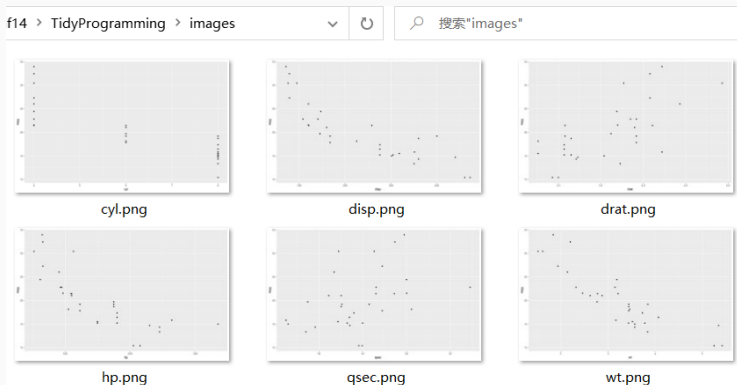 f14 > TidyProgramming > images
搜索"images"
cyl.png
disp.png
drat.png
hp.png
qsec.png
wt.png